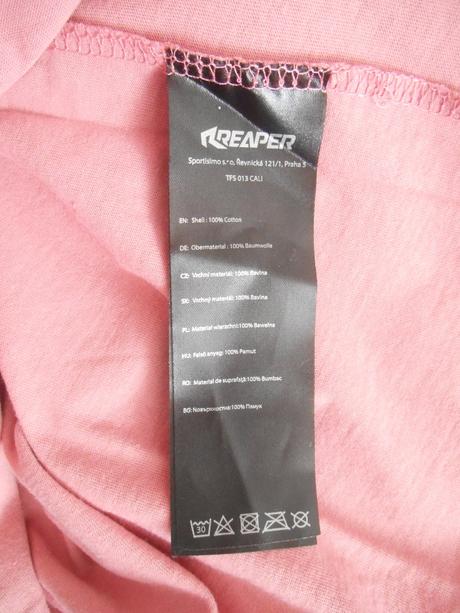 REAPER
Sportisimo s.r.o, Řevnická 121/1, Praha 5
TFS 013 CALI
EN: Shell : 100% Cotton
DE: Obermaterial : 100% Baumwolle
CZ: Vrchní materiál: 100% Bavlna
SK: Vrchný materiál: 100% Bavlna
PL: Materiał wierzchni: 100% Bawełna
HU: Felső anyag: 100% Pamut
RO: Material de suprafaţă: 100% Bumbac
BG: Повърхностна: 100% Памук
30